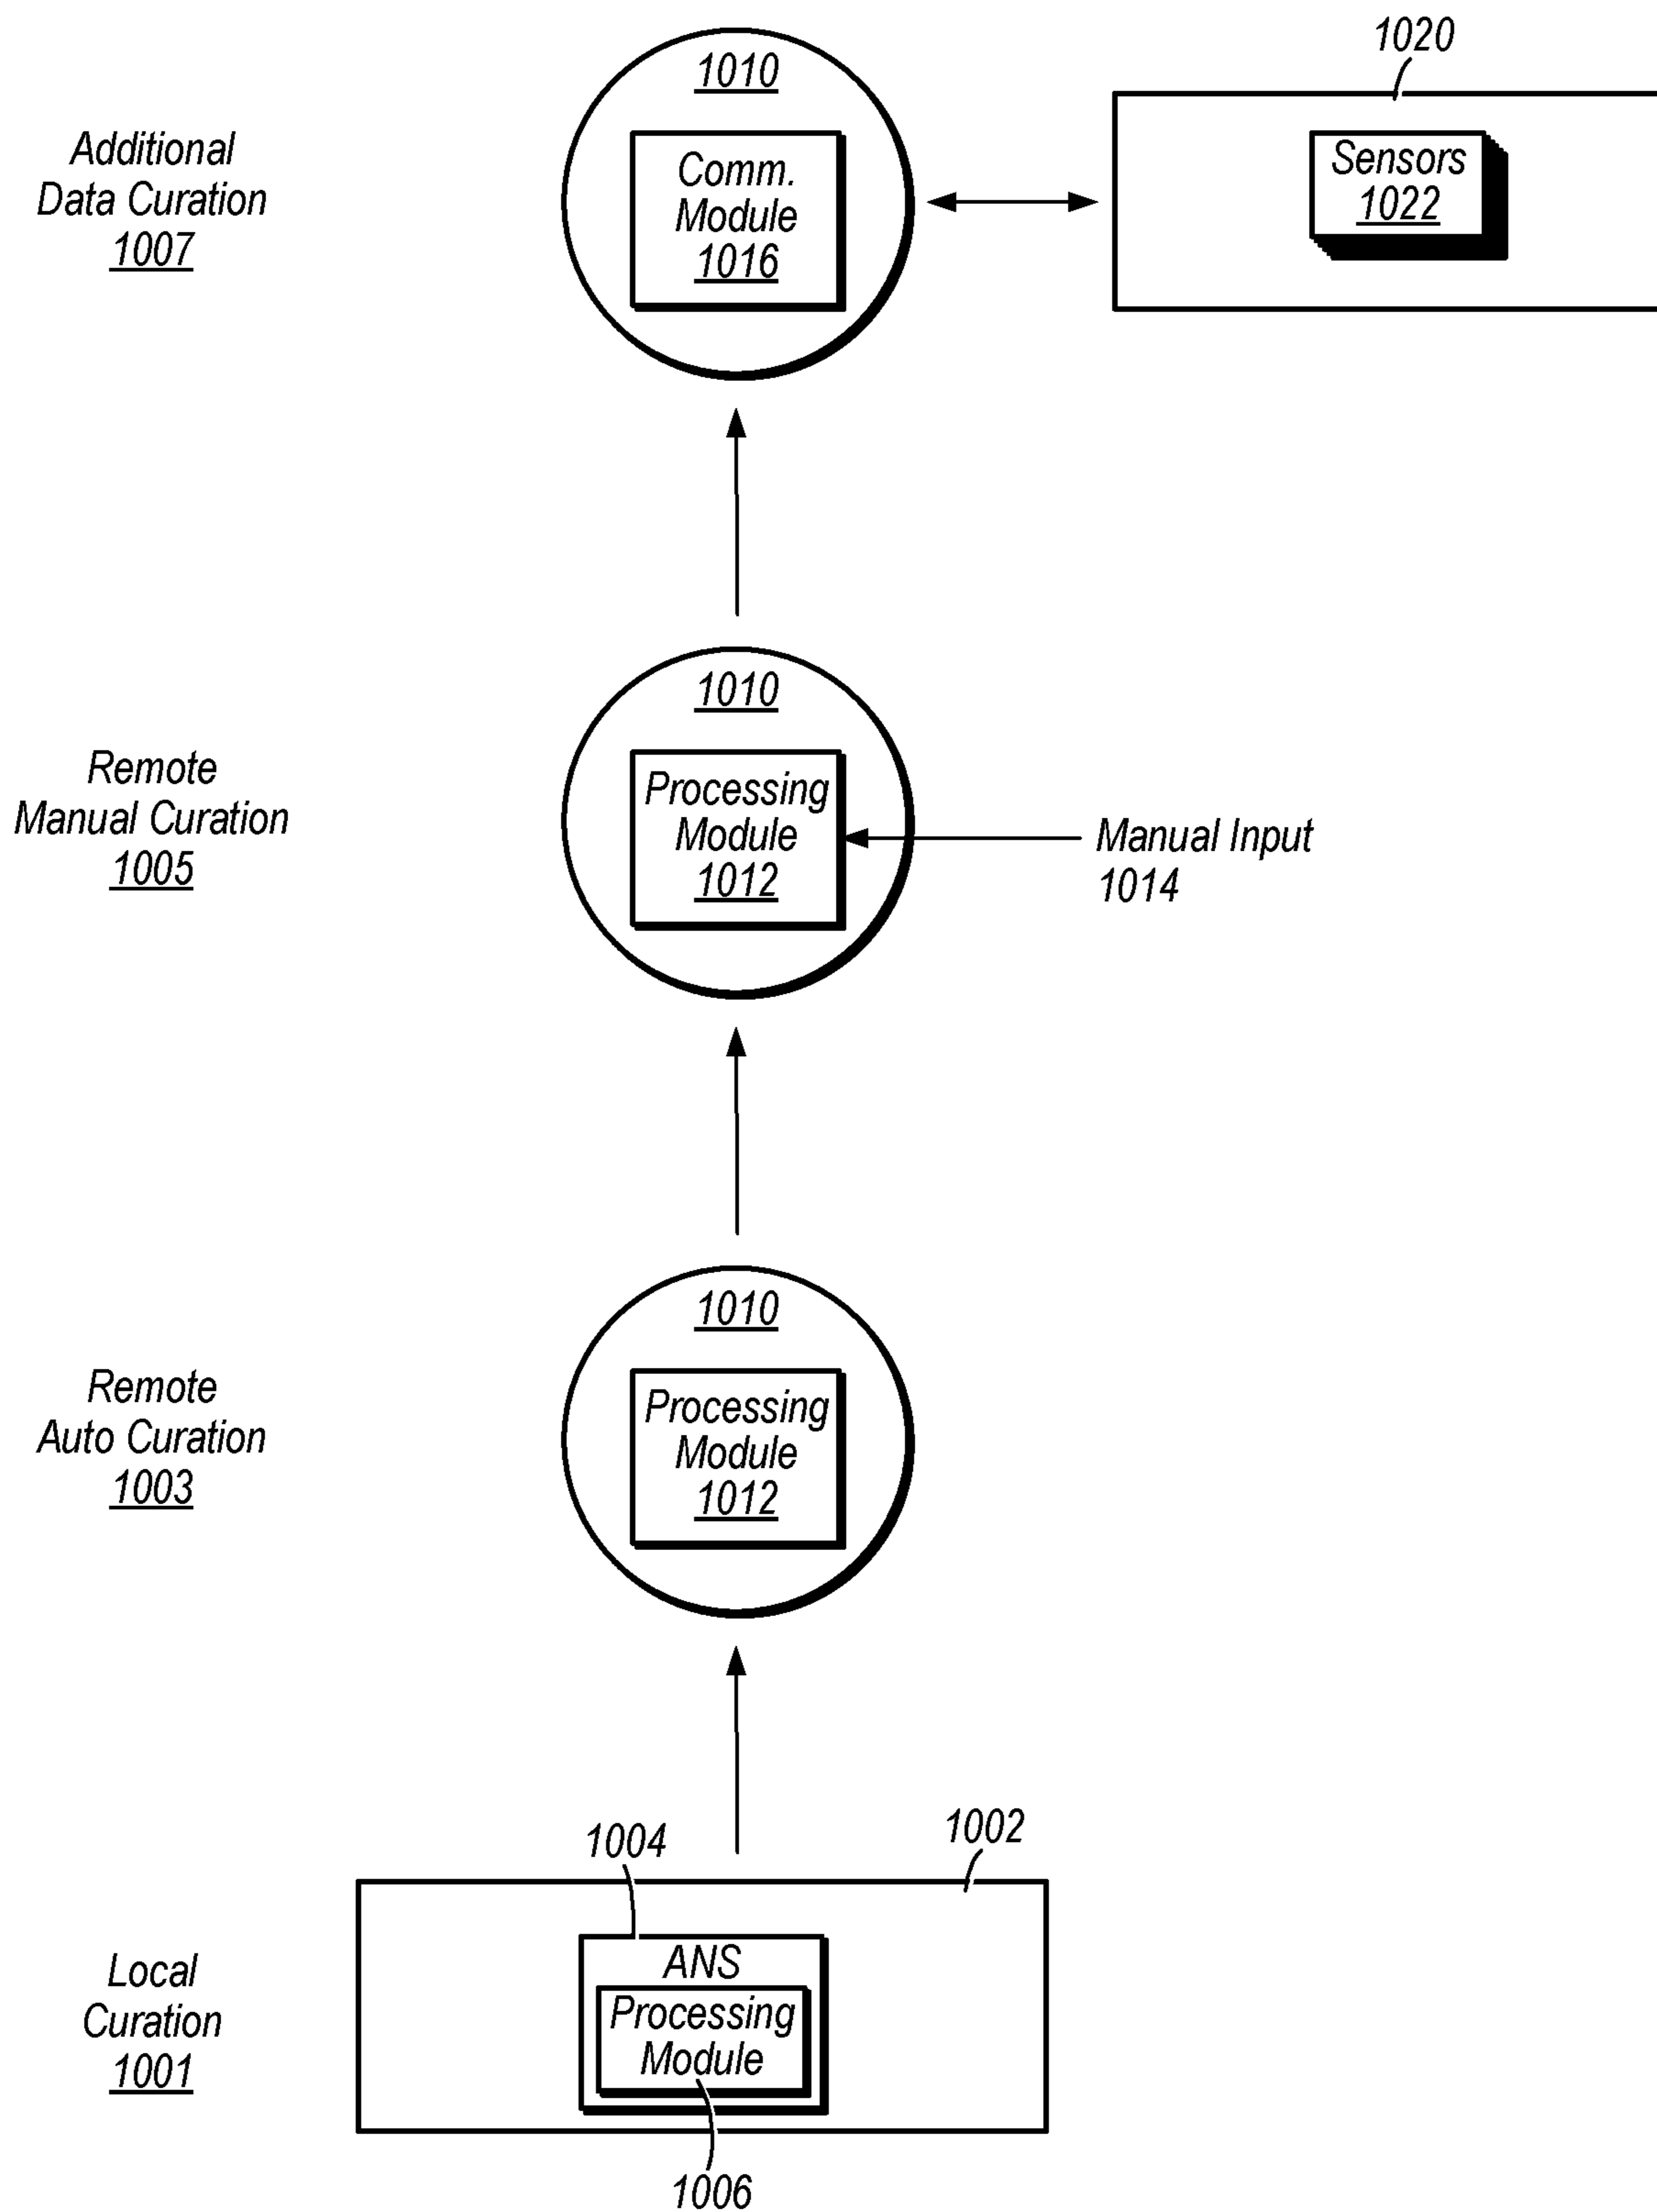 1020
Additional
Data Curation
1007
1010
Comm.
Module
1016
Sensors
1022
Remote
Manual Curation
1005
1010
Processing
Module
1012
Manual Input
1014
Remote
Auto Curation
1003
1010
Processing
Module
1012
1004
1002
Local
Curation
1001
ANS
Processing
Module
1006